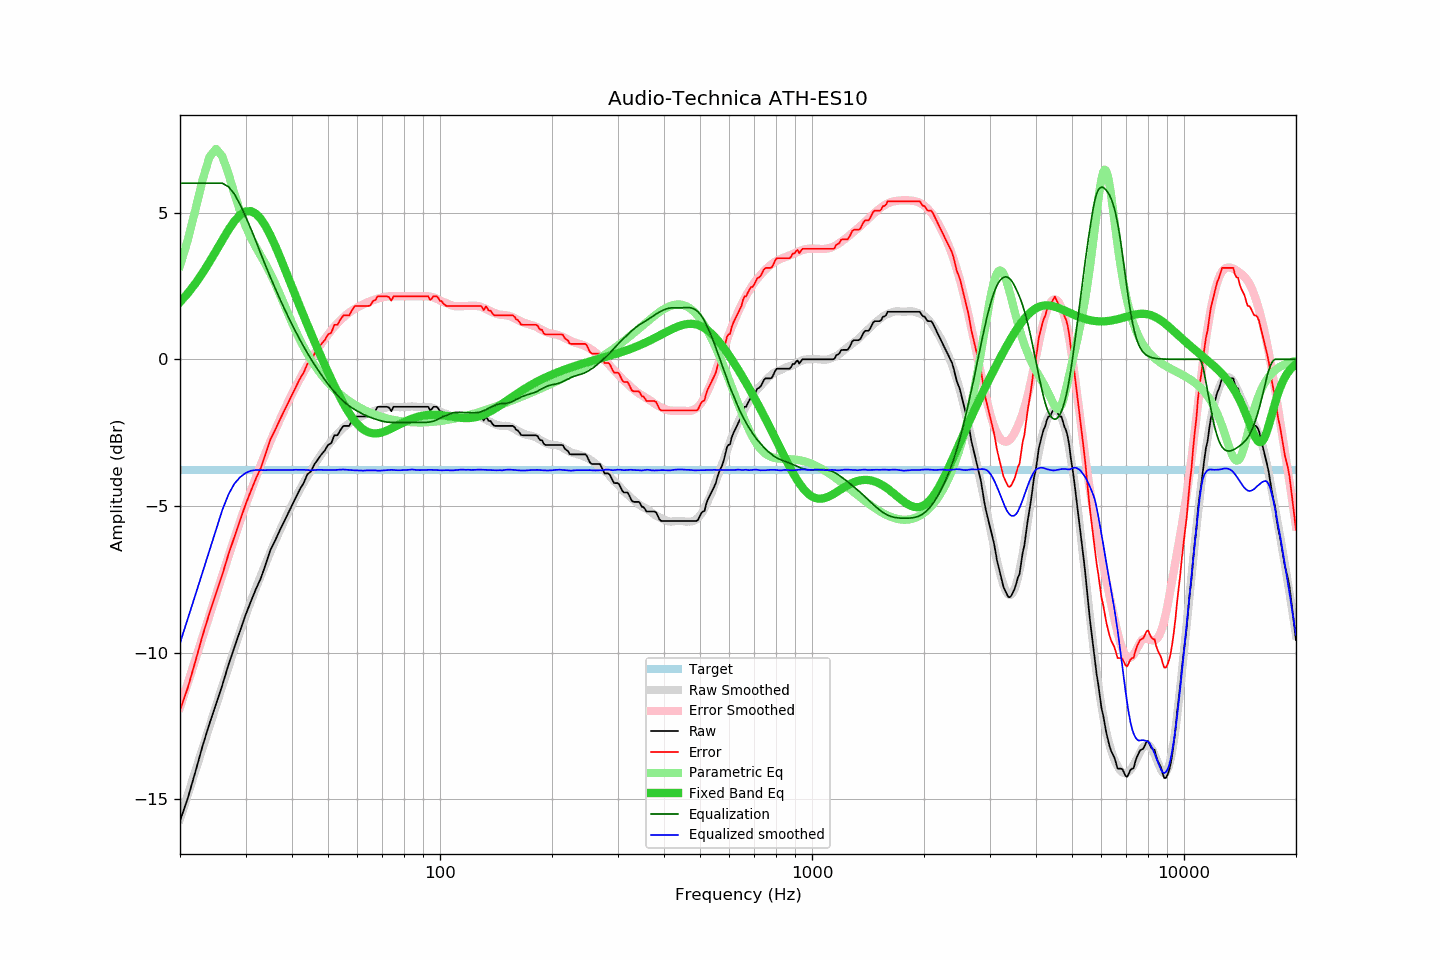 Audio-Technica ATH-ES10
Amplitude (dBr)
5
0
−5
−10
−15
100
1000
10000
Frequency (Hz)
Target
Raw Smoothed
Error Smoothed
Raw
Error
Parametric Eq
Fixed Band Eq
Equalization
Equalized smoothed